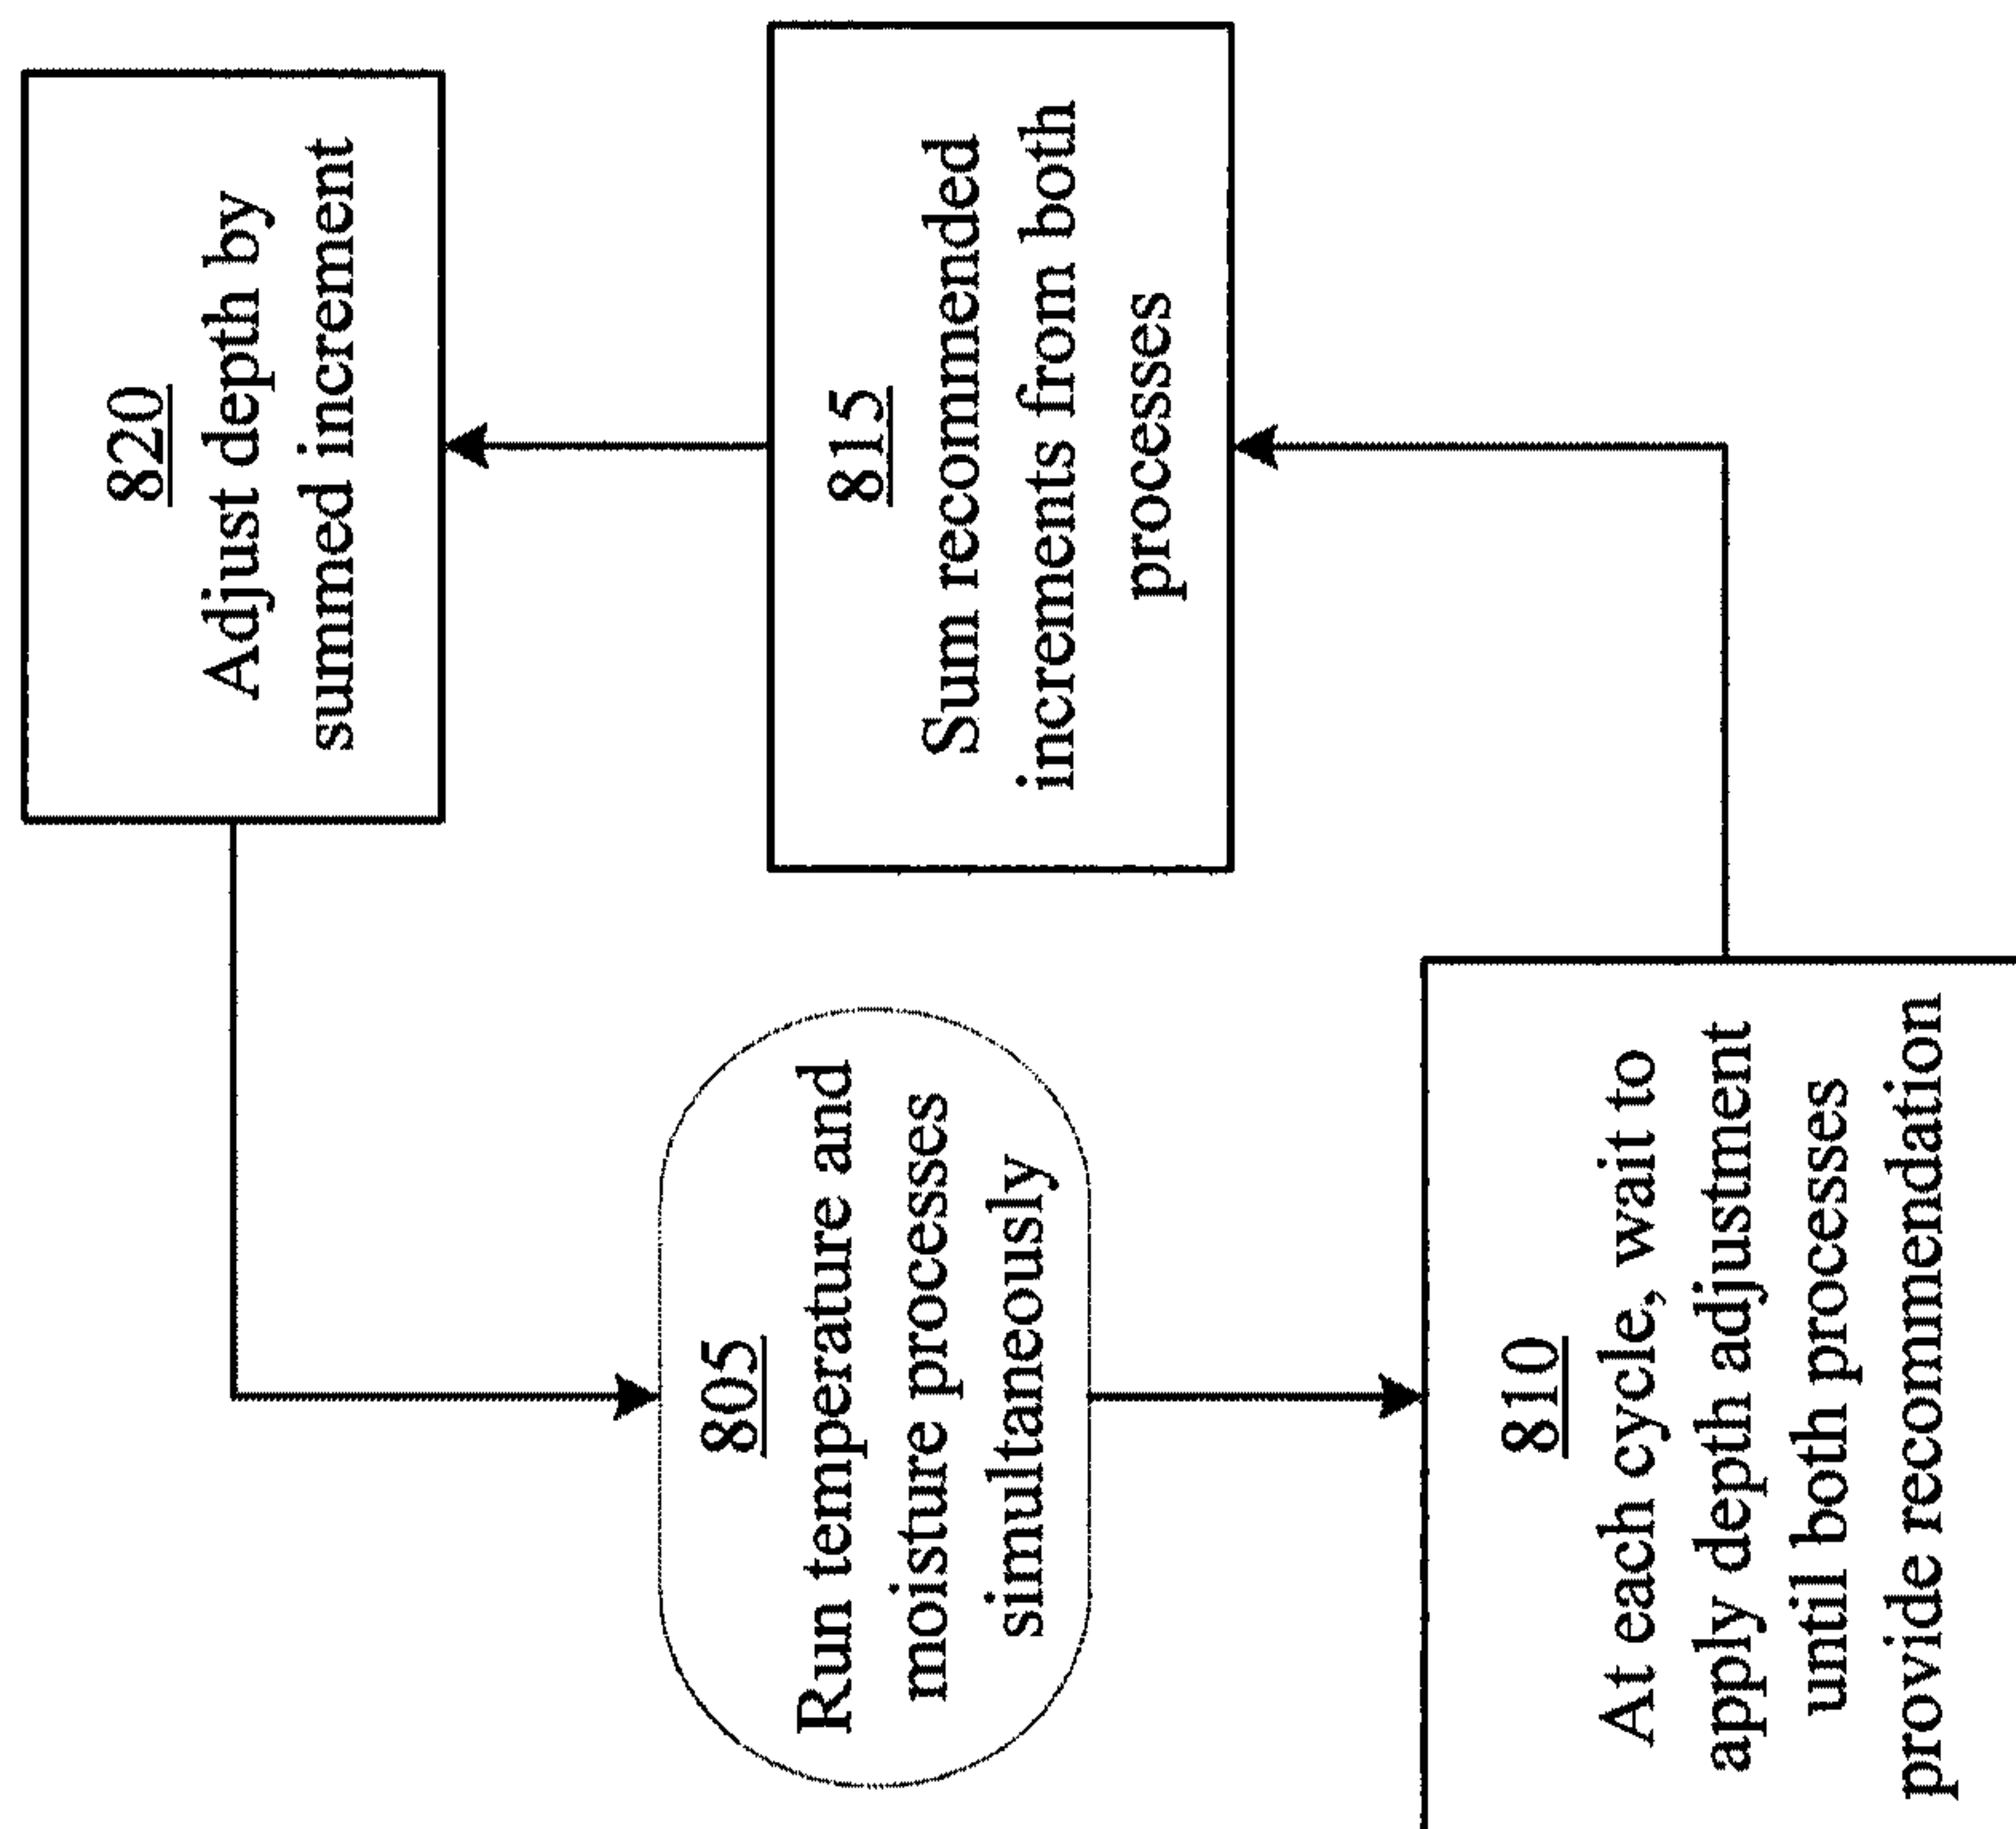 805
Run temperature and
moisture processes
simultaneously
810
At each cycle, wait to
apply depth adjustment
until both processes
provide recommendation
815
Sum recommended
increments from both
processes
820
Adjust depth by
summed increment